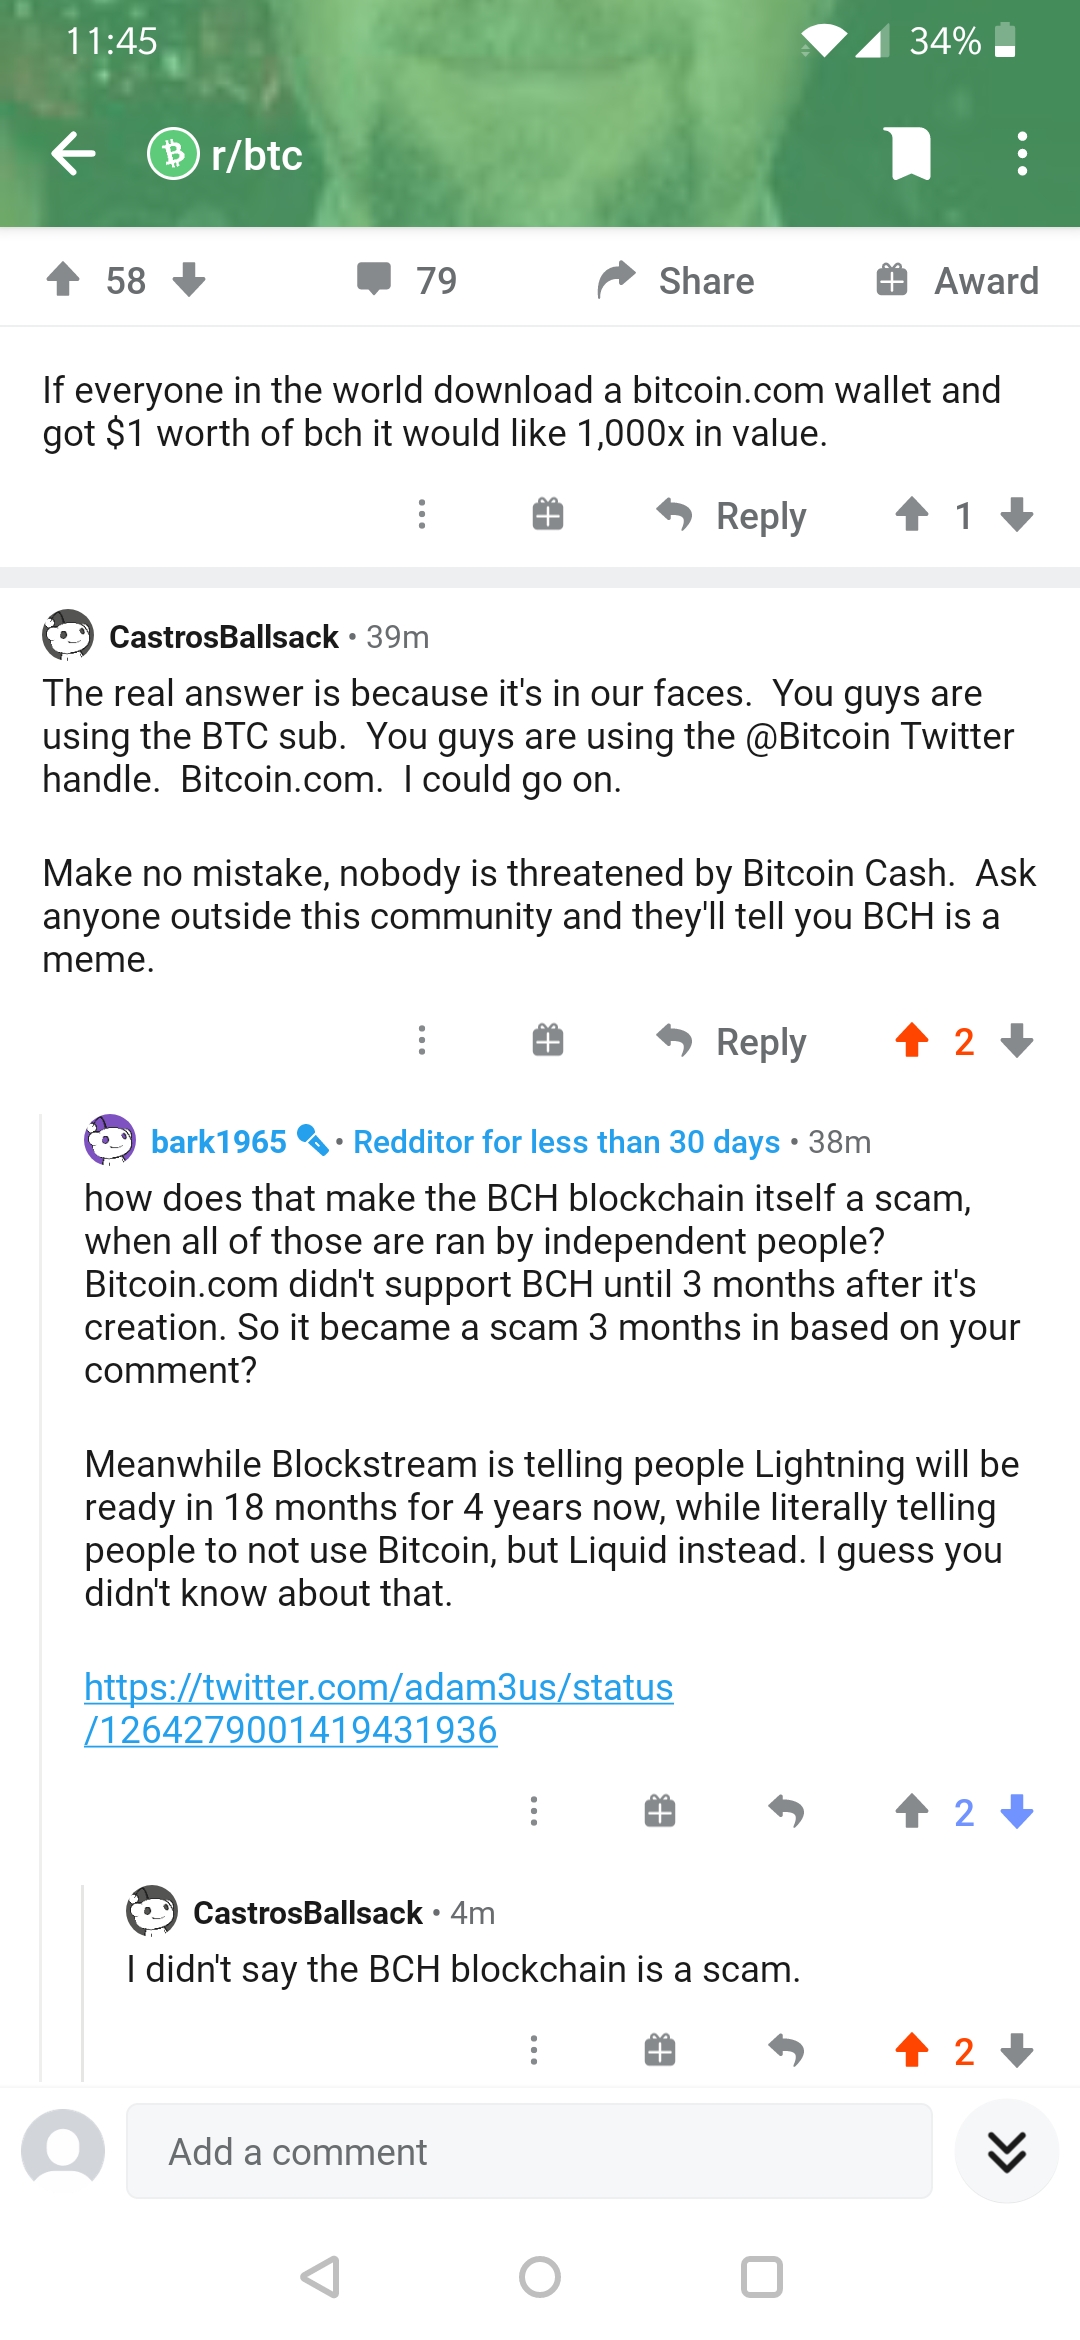 11:45
34%
r/btc
58
79
Share
Award
If everyone in the world download a bitcoin.com wallet and
got $1 worth of bch it would like 1,000x in value.
Reply
1
CastrosBallsack • 39m
The real answer is because it's in our faces.  You guys are
using the BTC sub.  You guys are using the @Bitcoin Twitter
handle.  Bitcoin.com.  I could go on.
Make no mistake, nobody is threatened by Bitcoin Cash.  Ask
anyone outside this community and they'll tell you BCH is a
meme.
Reply
2
bark1965 • Redditor for less than 30 days • 38m
how does that make the BCH blockchain itself a scam,
when all of those are ran by independent people?
Bitcoin.com didn't support BCH until 3 months after it's
creation. So it became a scam 3 months in based on your
comment?
Meanwhile Blockstream is telling people Lightning will be
ready in 18 months for 4 years now, while literally telling
people to not use Bitcoin, but Liquid instead. I guess you
didn't know about that.
https://twitter.com/adam3us/status
/1264279001419431936
2
CastrosBallsack • 4m
I didn't say the BCH blockchain is a scam.
2
Add a comment